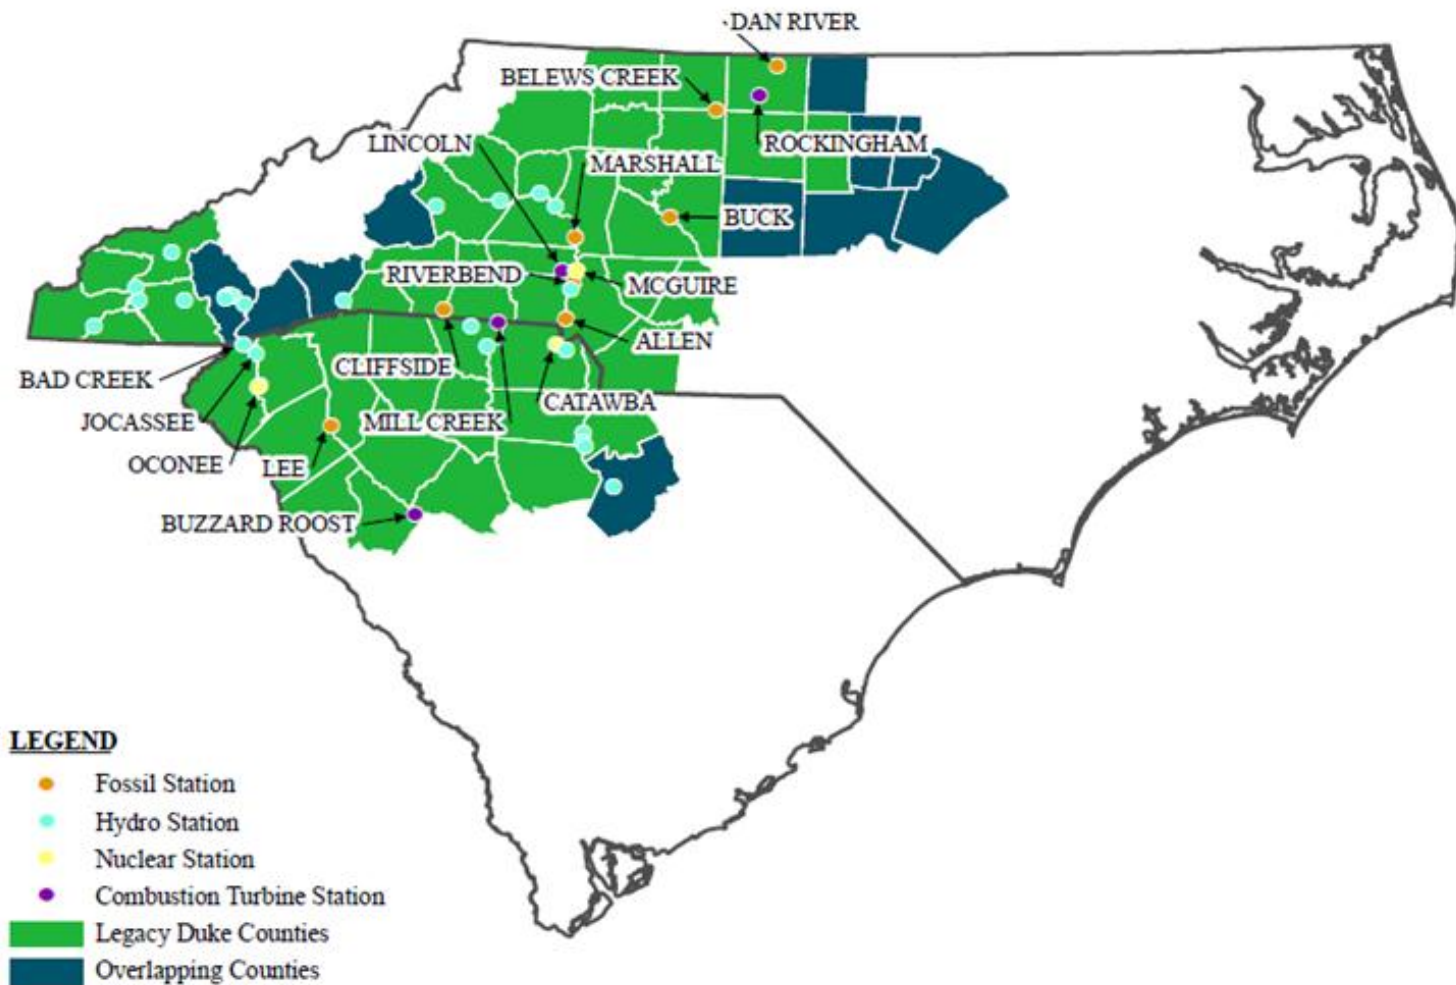 ·DAN RIVER
BELEWS CREEK
LINCOLN
ROCKINGHAM
MARSHALL
BUCK
RIVERBEND
MCGUIRE
ALLEN
BAD CREEK
CLIFFSIDE
CATAWBA
JOCASSEE
MILL CREEK
OCONEE
LEE
BUZZARD ROOST
LEGEND
Fossil Station
Hydro Station
Nuclear Station
Combustion Turbine Station
Legacy Duke Counties
Overlapping Counties